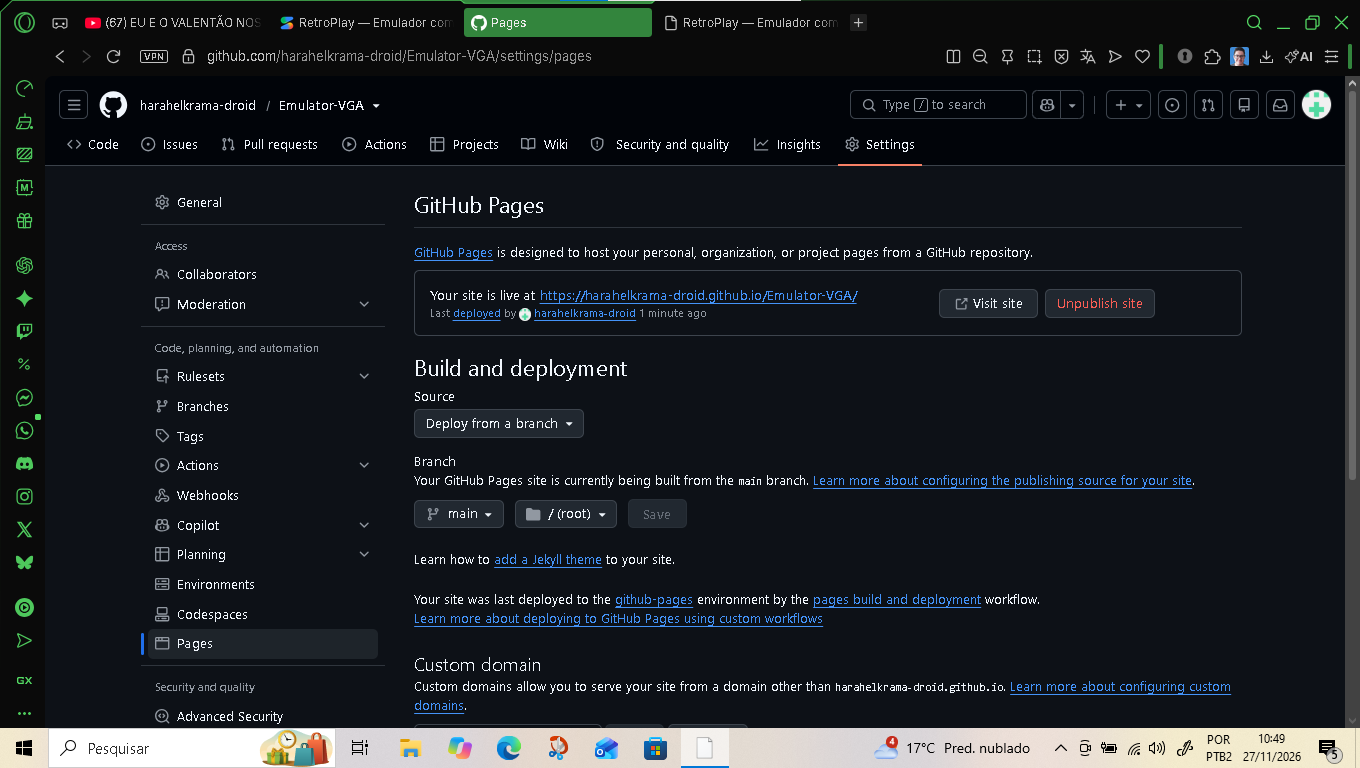 (67) EU E O VALENTÃO NOS
RetroPlay — Emulador com
Pages
RetroPlay — Emulador com
VPN
github.com/harahelkrama-droid/Emulator-VGA/settings/pages
AI
harahelkrama-droid / Emulator-VGA
Type / to search
Code
Issues
Pull requests
Actions
Projects
Wiki
Security and quality
Insights
Settings
General
Access
Collaborators
Moderation
Code, planning, and automation
Rulesets
Branches
Tags
Actions
Webhooks
Copilot
Planning
Environments
Codespaces
Pages
Security and quality
Advanced Security
GitHub Pages
GitHub Pages is designed to host your personal, organization, or project pages from a GitHub repository.
Your site is live at https://harahelkrama-droid.github.io/Emulator-VGA/
Last deployed by harahelkrama-droid 1 minute ago
Visit site
Unpublish site
Build and deployment
Source
Deploy from a branch
Branch
Your GitHub Pages site is currently being built from the main branch. Learn more about configuring the publishing source for your site.
main
/ (root)
Save
Learn how to add a Jekyll theme to your site.
Your site was last deployed to the github-pages environment by the pages build and deployment workflow.
Learn more about deploying to GitHub Pages using custom workflows
Custom domain
Custom domains allow you to serve your site from a domain other than harahelkrama-droid.github.io. Learn more about configuring custom
domains.
GX
Pesquisar
4
17°C Pred. nublado
POR
PTB2
10:49
27/11/2026
5